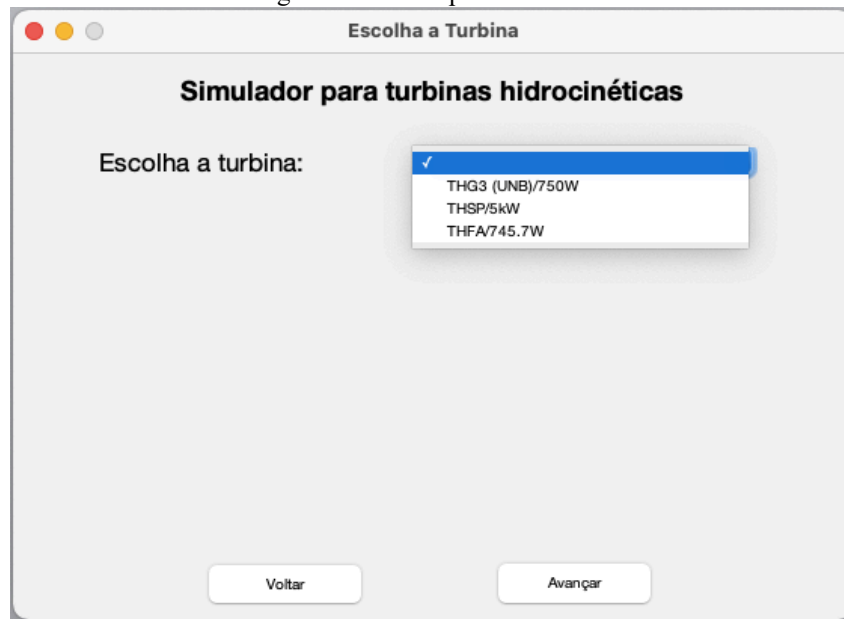 Escolha a Turbina
Simulador para turbinas hidrocinéticas
Escolha a turbina:
✓
THG3 (UNB)/750W
THSP/5kW
THFA/745.7W
Voltar
Avançar